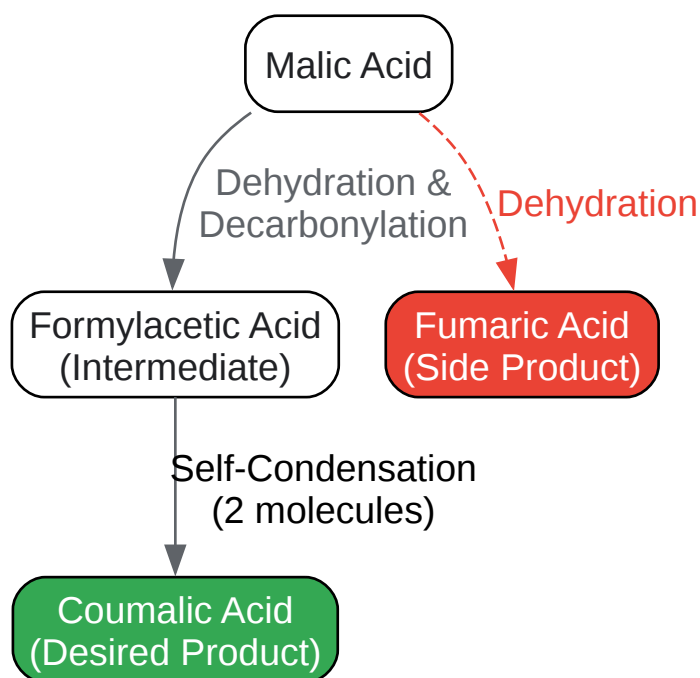 Malic Acid
Dehydration &
Decarbonylation
Dehydration
Formylacetic Acid
(Intermediate)
Fumaric Acid
(Side Product)
Self-Condensation
(2 molecules)
Coumalic Acid
(Desired Product)